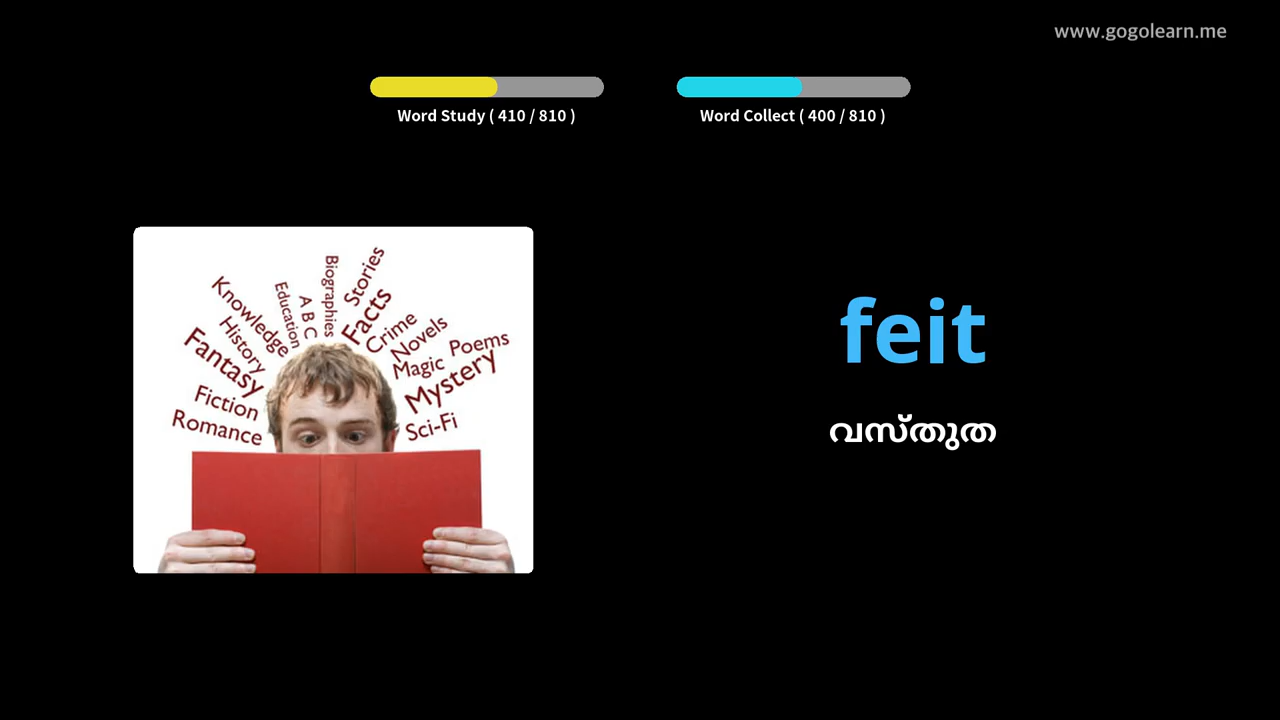 www.gogolearn.me
Word Study ( 410 / 810 )
Word Collect ( 400 / 810 )
Stories
Biographies
Facts
A B C
Education
Knowledge
Crime
History
Novels
Poems
Fantasy
Magic
Mystery
Fiction
Romance
Sci-Fi
feit
വസ്തുത